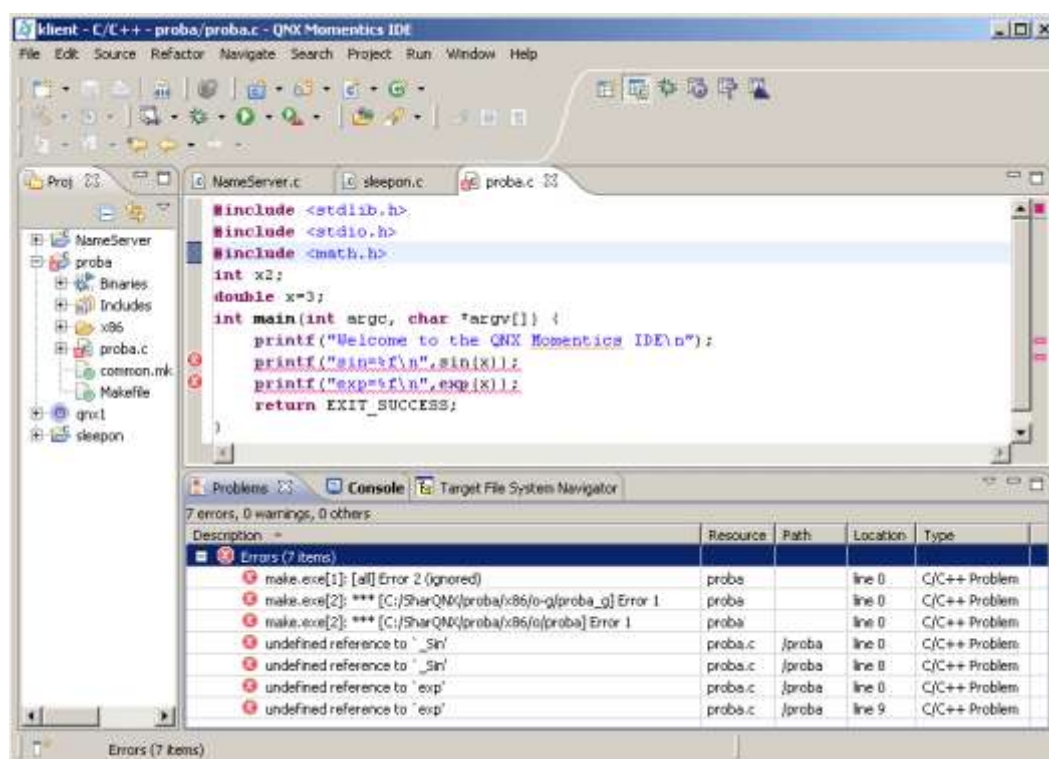 klient - C/C++ - proba/proba.c - QNX Momentics IDE
File Edit Source Refactor Navigate Search Project Run Window Help
Proj
NameServer
proba
Binaries
Includes
x86
proba.c
common.mk
Makefile
qnx1
sleepon
NameServer.c sleepon.c proba.c
#include <stdlib.h>
#include <stdio.h>
#include <math.h>
int x2;
double x=3;
int main(int argc, char *argv[]) {
printf("Welcome to the QNX Momentics IDE\n");
printf("sin=%f\n",sin(x));
printf("exp=%f\n",exp(x));
return EXIT_SUCCESS;
}
Problems Console Target File System Navigator
7 errors, 0 warnings, 0 others
Description Resource Path Location Type
Errors (7 items)
make.exe[1]: [all] Error 2 (ignored) proba line 0 C/C++ Problem
make.exe[2]: *** [C:/SharQNX/proba/x86/o-g/proba_g] Error 1 proba line 0 C/C++ Problem
make.exe[2]: *** [C:/SharQNX/proba/x86/o/proba] Error 1 proba line 0 C/C++ Problem
undefined reference to `_Sin' proba.c /proba line 0 C/C++ Problem
undefined reference to `_Sin' proba.c /proba line 8 C/C++ Problem
undefined reference to `exp' proba.c /proba line 0 C/C++ Problem
undefined reference to `exp' proba.c /proba line 9 C/C++ Problem
Errors (7 items)